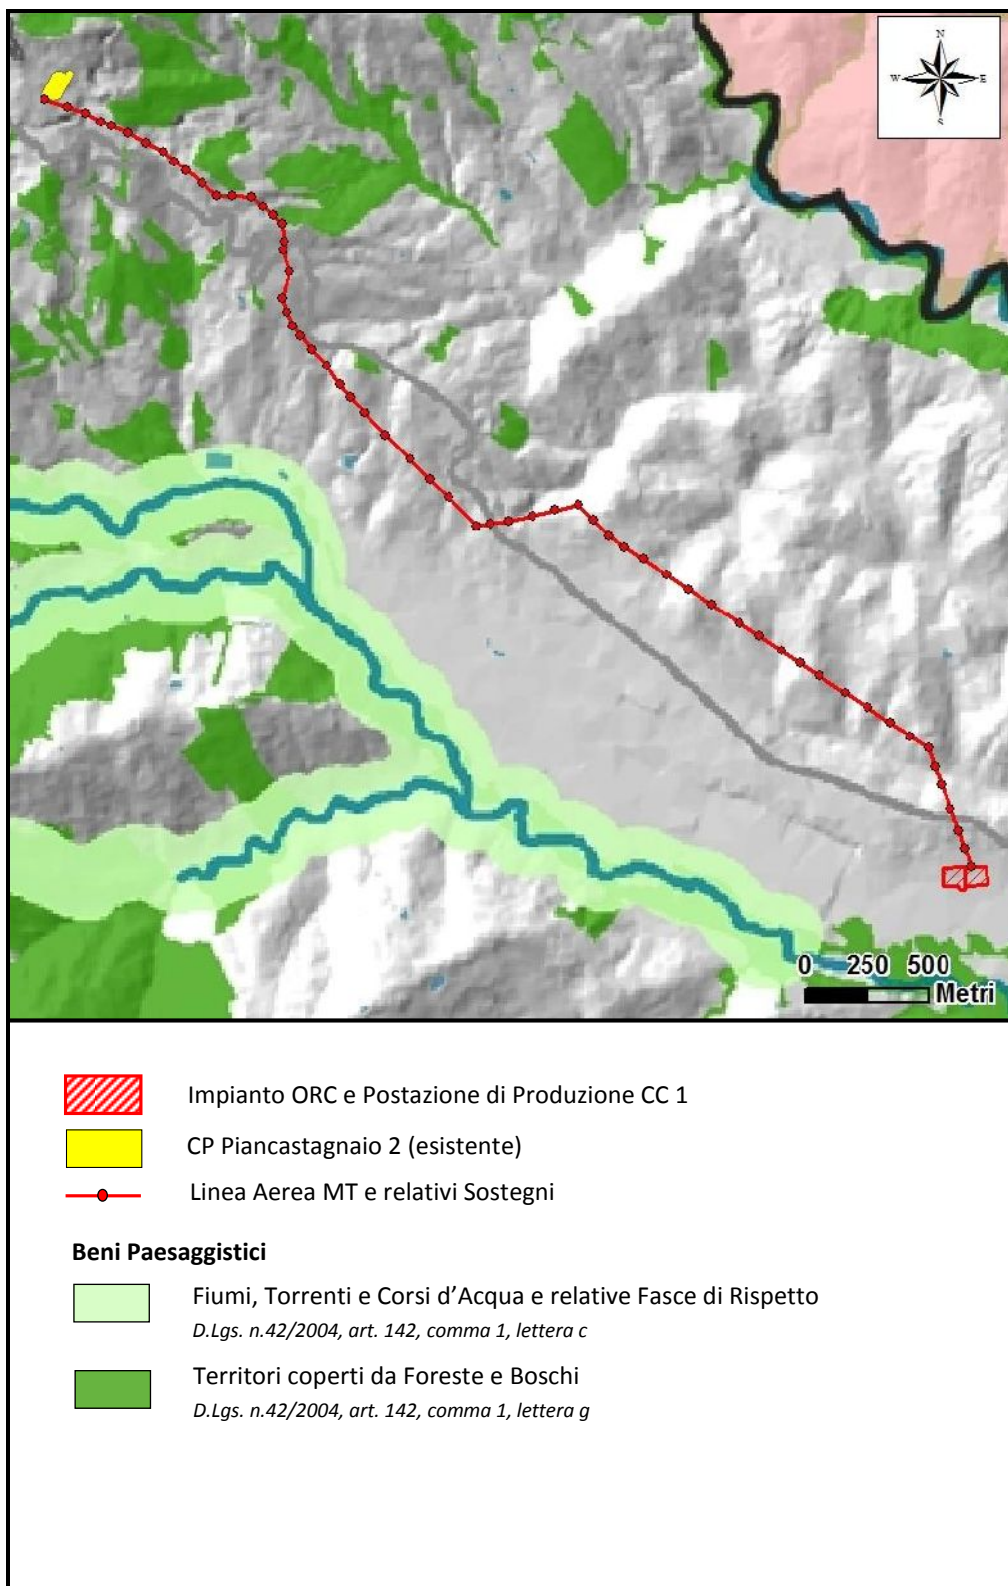 N
W E
S
0 250 500
Metri
Impianto ORC e Postazione di Produzione CC 1
CP Piancastagnaio 2 (esistente)
Linea Aerea MT e relativi Sostegni
Beni Paesaggistici
Fiumi, Torrenti e Corsi d'Acqua e relative Fasce di Rispetto
D.Lgs. n.42/2004, art. 142, comma 1, lettera c
Territori coperti da Foreste e Boschi
D.Lgs. n.42/2004, art. 142, comma 1, lettera g